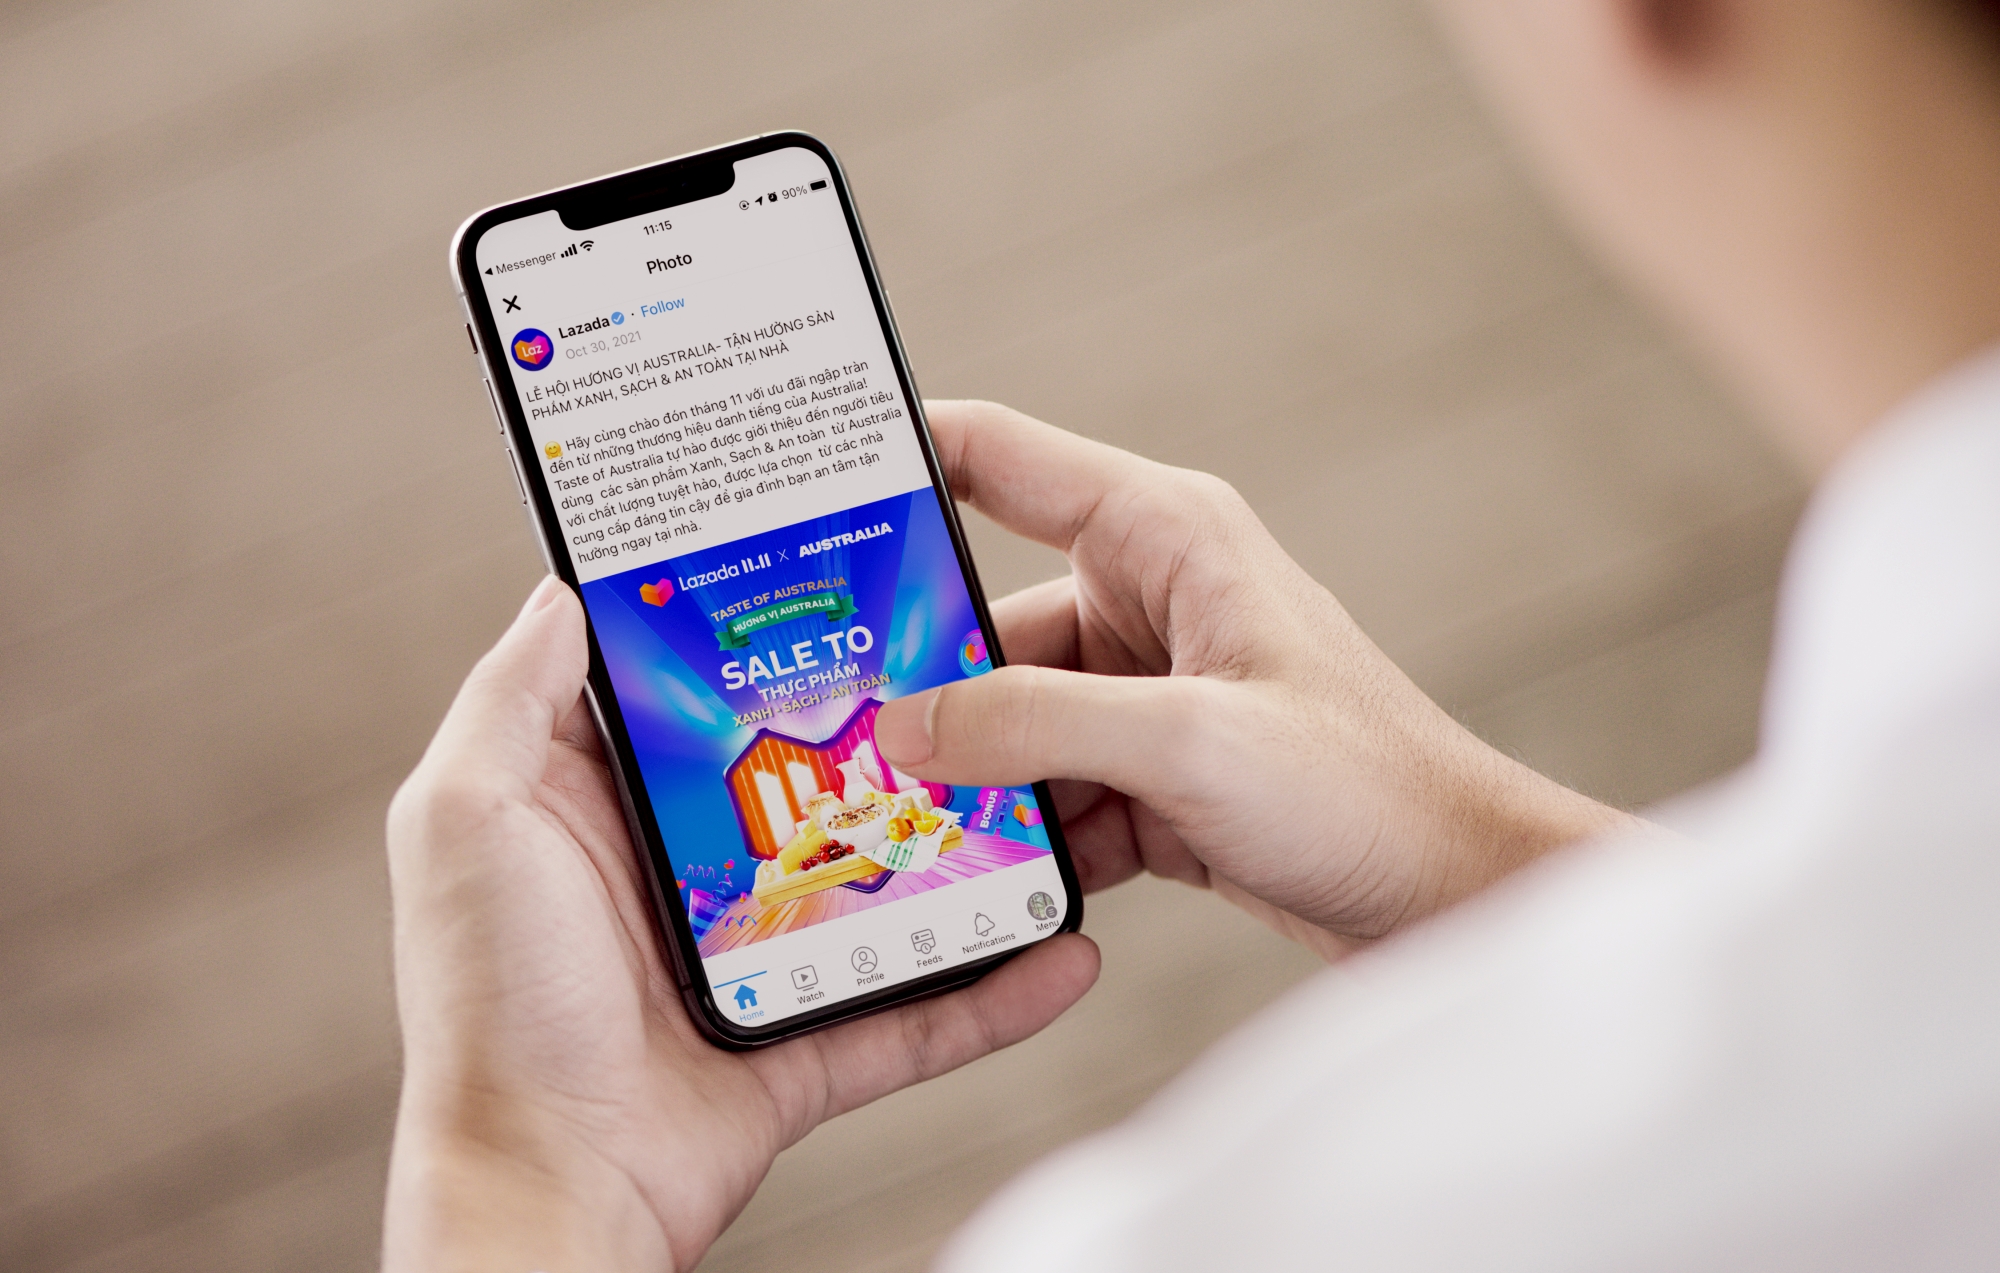 Messenger
11:15
90%
Photo
Lazada · Follow
Oct 30, 2021
Laz
LỄ HỘI HƯƠNG VỊ AUSTRALIA- TẬN HƯỞNG SẢN
PHẨM XANH, SẠCH & AN TOÀN TẠI NHÀ
Hãy cùng chào đón tháng 11 với ưu đãi ngập tràn
đến từ những thương hiệu danh tiếng của Australia!
Taste of Australia tự hào được giới thiệu đến người tiêu
dùng các sản phẩm Xanh, Sạch & An toàn từ Australia
với chất lượng tuyệt hảo, được lựa chọn từ các nhà
cung cấp đáng tin cậy để gia đình bạn an tâm tận
hưởng ngay tại nhà.
Lazada 11.11 X AUSTRALIA
TASTE OF AUSTRALIA
HƯƠNG VỊ AUSTRALIA
SALE TO
THỰC PHẨM
XANH - SẠCH - AN TOÀN
BONUS
Home
Watch
Profile
Feeds
Notifications
Menu